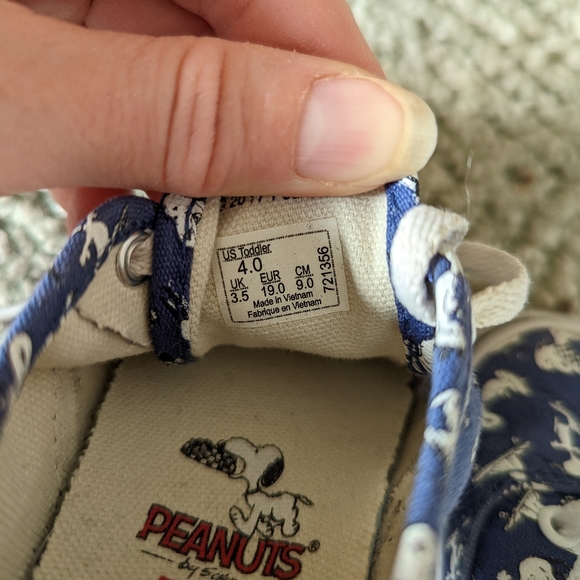 US Toddler
4.0
UK EUR CM
3.5 19.0 9.0
Made in Vietnam
Fabriqué en Vietnam
721356
PEANUTS®
by